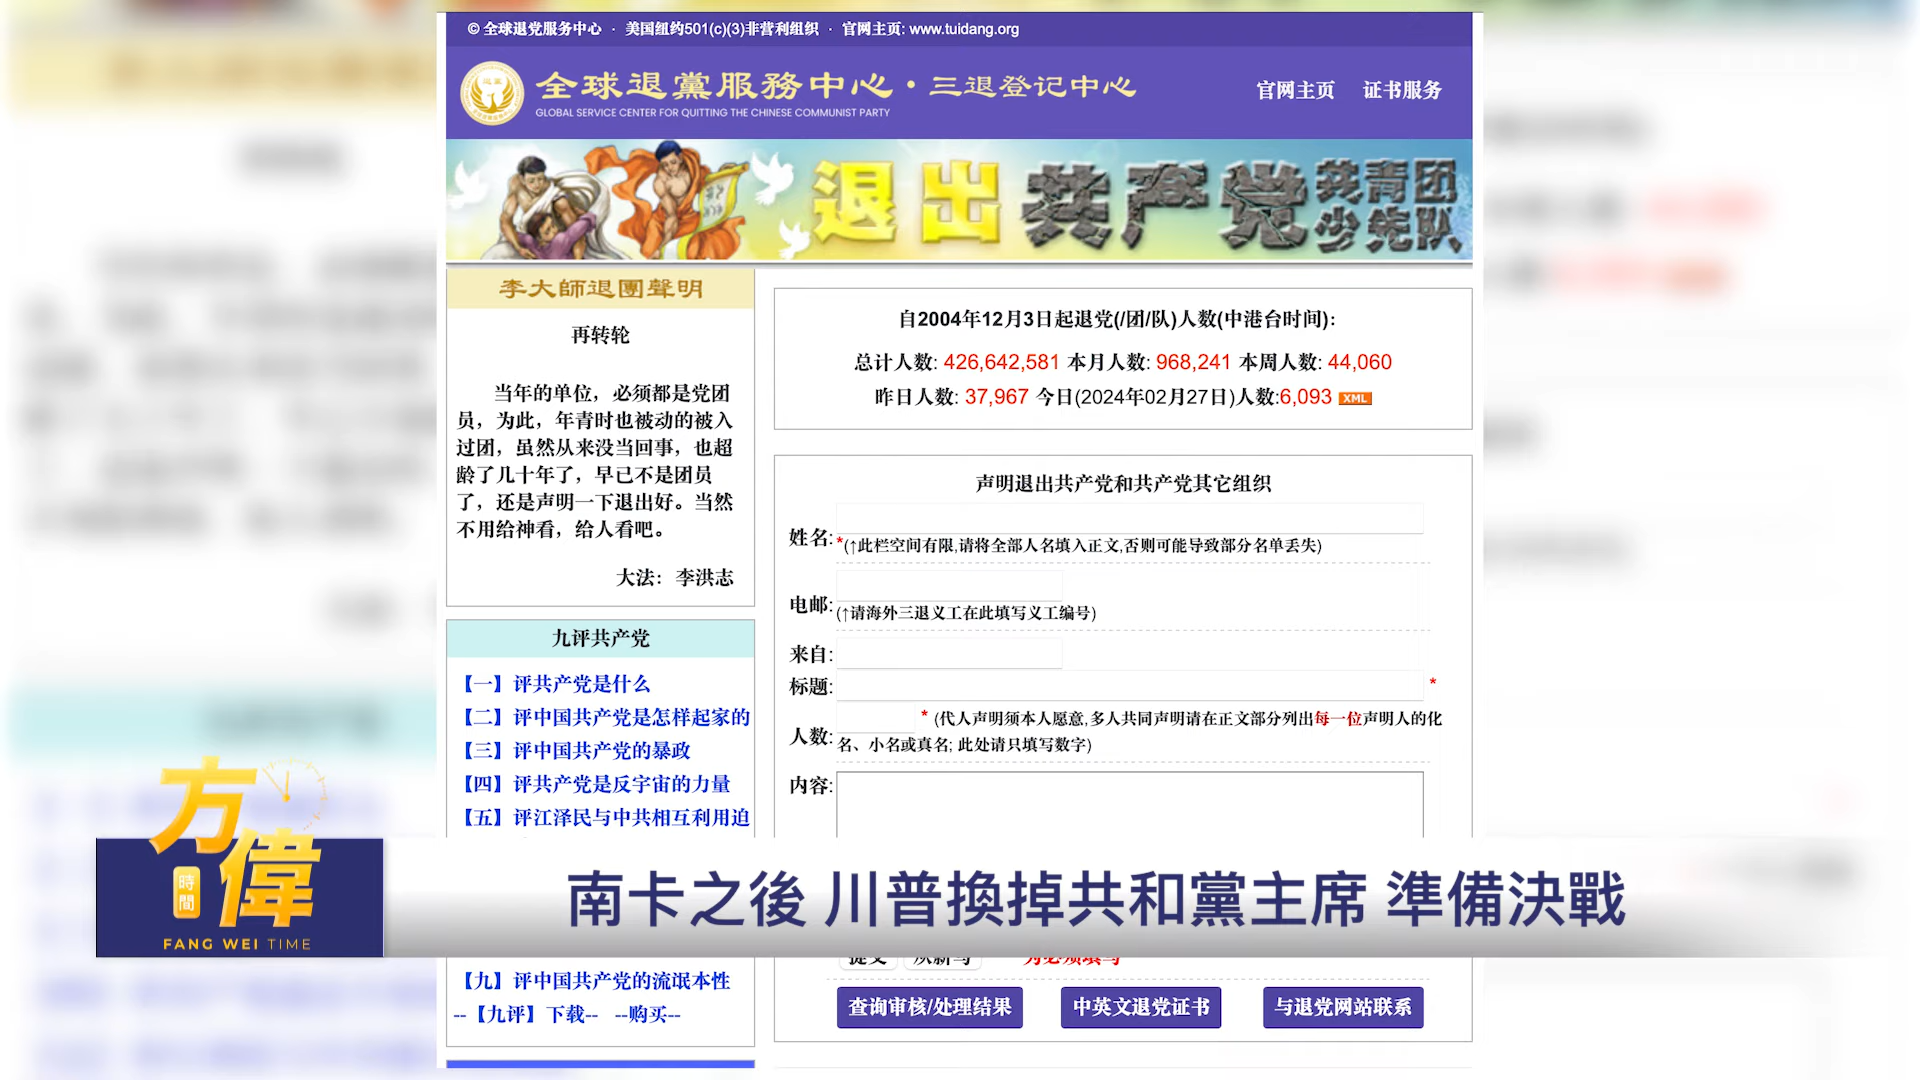 © 全球退党服务中心 · 美国纽约501(c)(3)非营利组织 · 官网主页: www.tuidang.org
全球退黨服務中心·三退登记中心
GLOBAL SERVICE CENTER FOR QUITTING THE CHINESE COMMUNIST PARTY
官网主页 证书服务
退出共产党 共青团
少先队
李大師退團聲明
再转轮
当年的单位，必须都是党团
员，为此，年青时也被动的被入
过团，虽然从来没当回事，也超
龄了几十年了，早已不是团员
了，还是声明一下退出好。当然
不用给神看，给人看吧。
大法：李洪志
九评共产党
【一】评共产党是什么
【二】评中国共产党是怎样起家的
【三】评中国共产党的暴政
【四】评共产党是反宇宙的力量
【五】评江泽民与中共相互利用迫
【九】评中国共产党的流氓本性
--【九评】下载-- --购买--
自2004年12月3日起退党(/团/队)人数(中港台时间):
总计人数: 426,642,581 本月人数: 968,241 本周人数: 44,060
昨日人数: 37,967 今日(2024年02月27日)人数:6,093 XML
声明退出共产党和共产党其它组织
姓名:
*(↑此栏空间有限,请将全部人名填入正文,否则可能导致部分名单丢失)
电邮:
(↑请海外三退义工在此填写义工编号)
来自:
标题: *
人数: * (代人声明须本人愿意,多人共同声明请在正文部分列出每一位声明人的化
名、小名或真名; 此处请只填写数字)
内容:
提交 从新写 为必须填写
查询审核/处理结果 中英文退党证书 与退党网站联系
方偉
時間
FANG WEI TIME
南卡之後 川普換掉共和黨主席 準備決戰